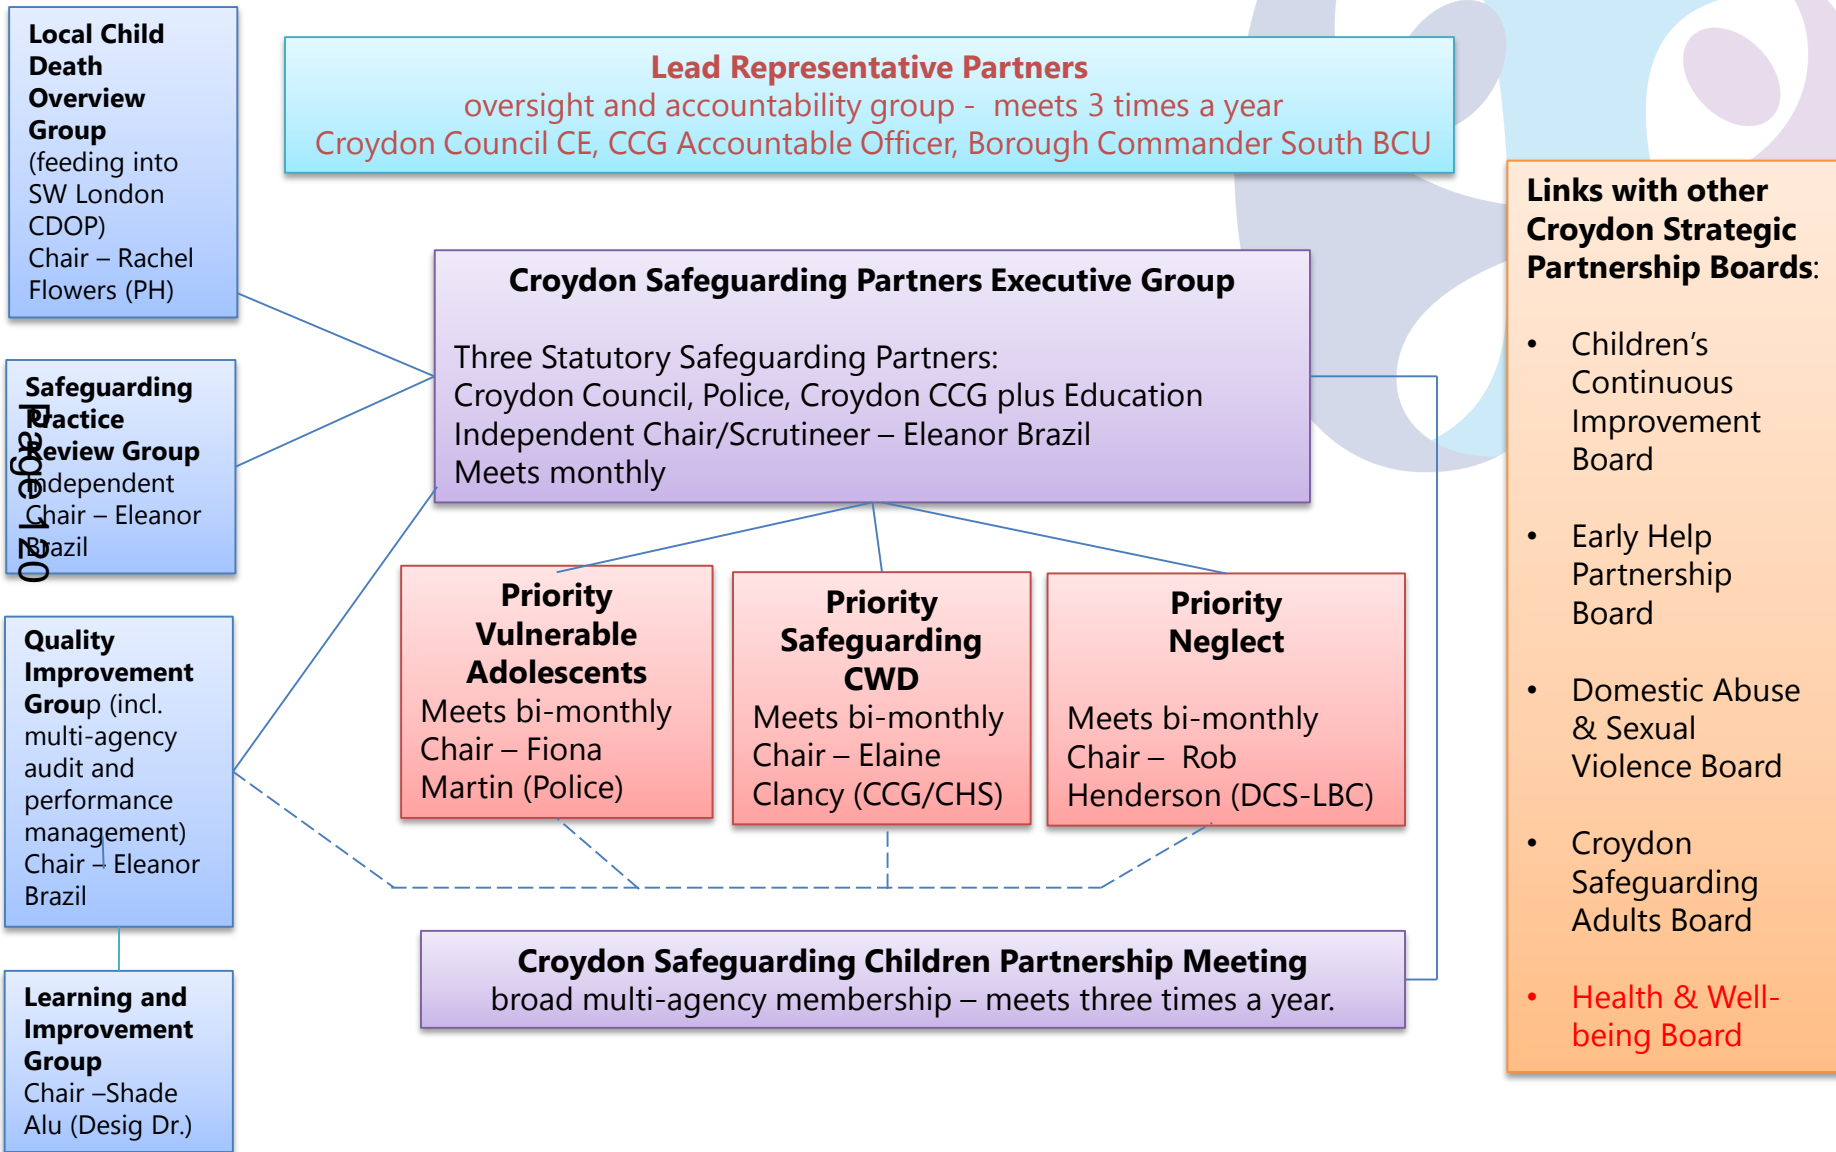 Local Child
Death
Overview
Group
(feeding into
SW London
CDOP)
Chair – Rachel
Flowers (PH)
Lead Representative Partners
oversight and accountability group -  meets 3 times a year
Croydon Council CE, CCG Accountable Officer, Borough Commander South BCU
Croydon Safeguarding Partners Executive Group
Three Statutory Safeguarding Partners:
Croydon Council, Police, Croydon CCG plus Education
Independent Chair/Scrutineer – Eleanor Brazil
Meets monthly
Safeguarding
Practice
Review Group
Independent
Chair – Eleanor
Brazil
Page 120
Quality
Improvement
Group (incl.
multi-agency
audit and
performance
management)
Chair – Eleanor
Brazil
Learning and
Improvement
Group
Chair –Shade
Alu (Desig Dr.)
Priority
Vulnerable
Adolescents
Meets bi-monthly
Chair – Fiona
Martin (Police)
Priority
Safeguarding
CWD
Meets bi-monthly
Chair – Elaine
Clancy (CCG/CHS)
Priority
Neglect
Meets bi-monthly
Chair –  Rob
Henderson (DCS-LBC)
Croydon Safeguarding Children Partnership Meeting
broad multi-agency membership – meets three times a year.
Links with other
Croydon Strategic
Partnership Boards:
• Children’s
Continuous
Improvement
Board
• Early Help
Partnership
Board
• Domestic Abuse
& Sexual
Violence Board
• Croydon
Safeguarding
Adults Board
• Health & Well-
being Board